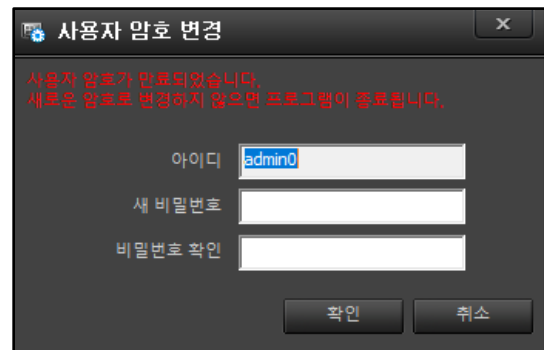 사용자 암호 변경
x
사용자 암호가 만료되었습니다.
새로운 암호로 변경하지 않으면 프로그램이 종료됩니다.
아이디 admin0
새 비밀번호
비밀번호 확인
확인 취소